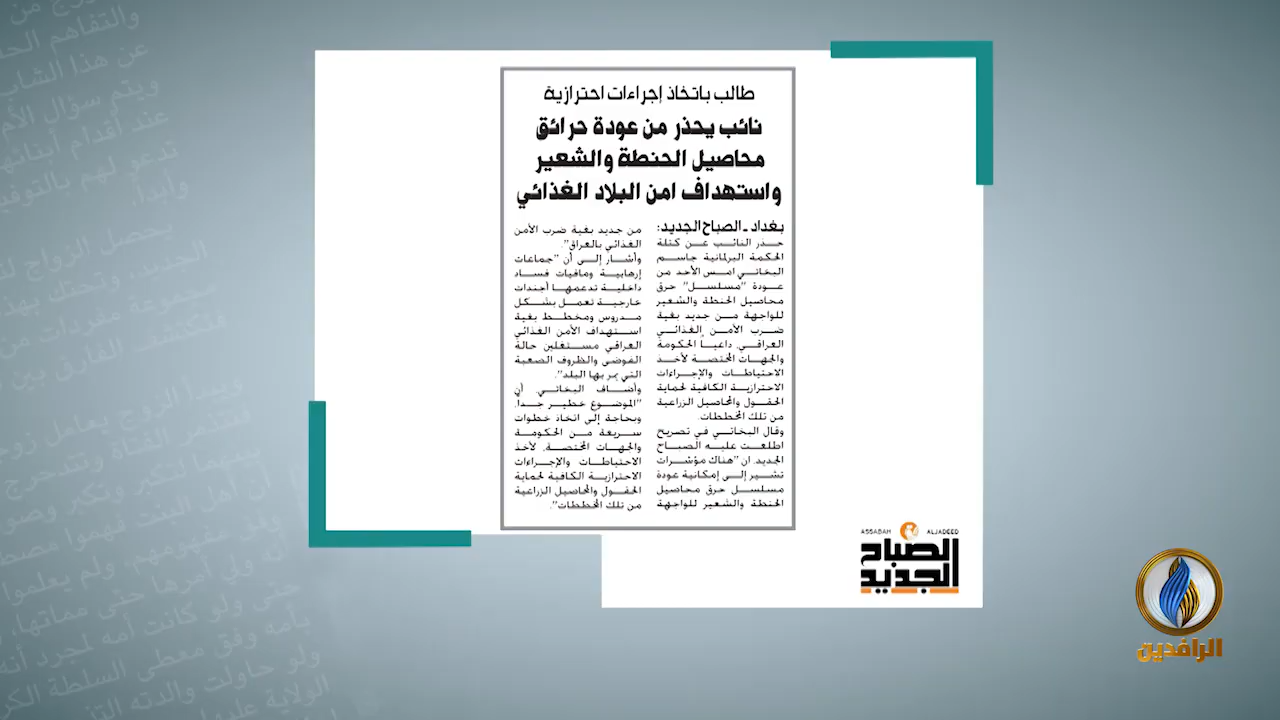 طالب باتخاذ إجراءات احترازية
نائب يحذر من عودة حرائق
محاصيل الحنطة والشعير
واستهداف امن البلاد الغذائي
بغداد ـ الصباح الجديد:
حذر النائب عن كتلة
الحكمة البرلمانية جاسم
البخاتي امس الأحد من
عودة "مسلسل" حرق
محاصيل الحنطة والشعير
للواجهة من جديد بغية
ضرب الأمن الغذائي
العراقي، داعياً الحكومة
والجهات المختصة لأخذ
الاحتياطات والإجراءات
الاحترازية الكافية لحماية
الحقول والمحاصيل الزراعية
من تلك المخططات.
وقال البخاتي في تصريح
اطلعت عليه الصباح
الجديد، ان "هناك مؤشرات
تشير إلى إمكانية عودة
مسلسل حرق محاصيل
الحنطة والشعير للواجهة
من جديد بغية ضرب الأمن
الغذائي بالعراق".
وأشار إلى أن "جماعات
إرهابية ومافيات فساد
داخلية تدعمها أجندات
خارجية تعمل بشكل
مدروس ومخطط بغية
استهداف الأمن الغذائي
العراقي مستغلين حالة
الفوضى والظروف الصعبة
التي يمر بها البلد".
وأضاف البخاتي، أن
"الموضوع خطير جدا،
وبحاجة إلى اتخاذ خطوات
سريعة من الحكومة
والجهات المختصة، لأخذ
الاحتياطات والإجراءات
الاحترازية الكافية لحماية
الحقول والمحاصيل الزراعية
من تلك المخططات".
ASSABAH ALJADEED
الصباح
الجديد
الرافدين